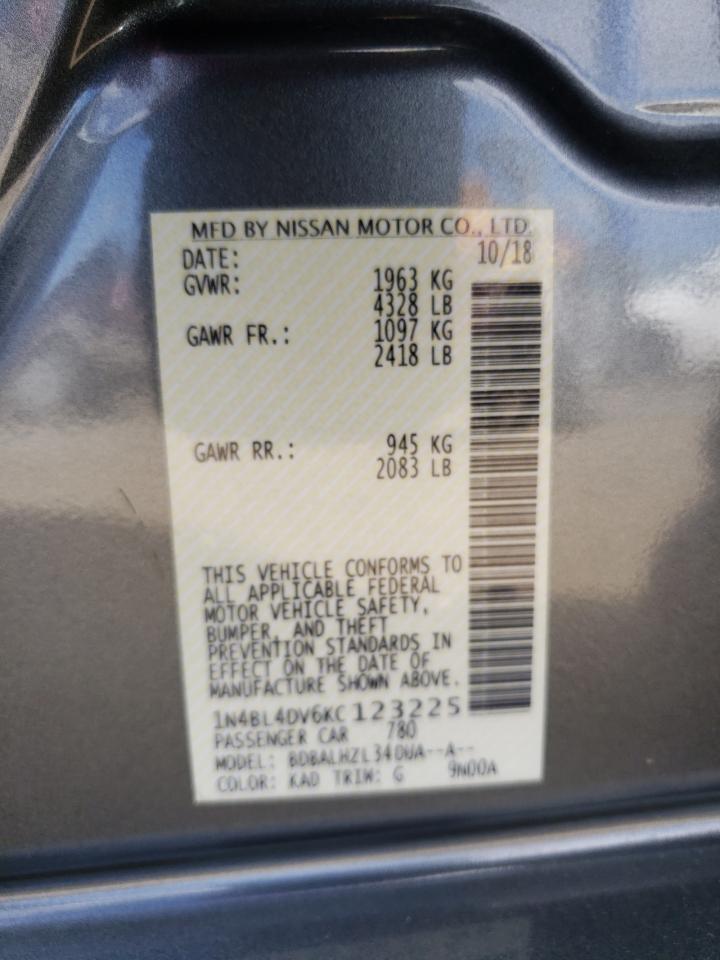 MFD BY NISSAN MOTOR CO., LTD.
DATE: 10/18
GVWR: 1963 KG
4328 LB
GAWR FR.: 1097 KG
2418 LB
GAWR RR.: 945 KG
2083 LB
THIS VEHICLE CONFORMS TO
ALL APPLICABLE FEDERAL
MOTOR VEHICLE SAFETY,
BUMPER, AND THEFT
PREVENTION STANDARDS IN
EFFECT ON THE DATE OF
MANUFACTURE SHOWN ABOVE.
1N4BL4DV6KC123225
PASSENGER CAR 780
MODEL: BDBALHZL34OUA--A--
COLOR: KAD TRIM: G 9N00A